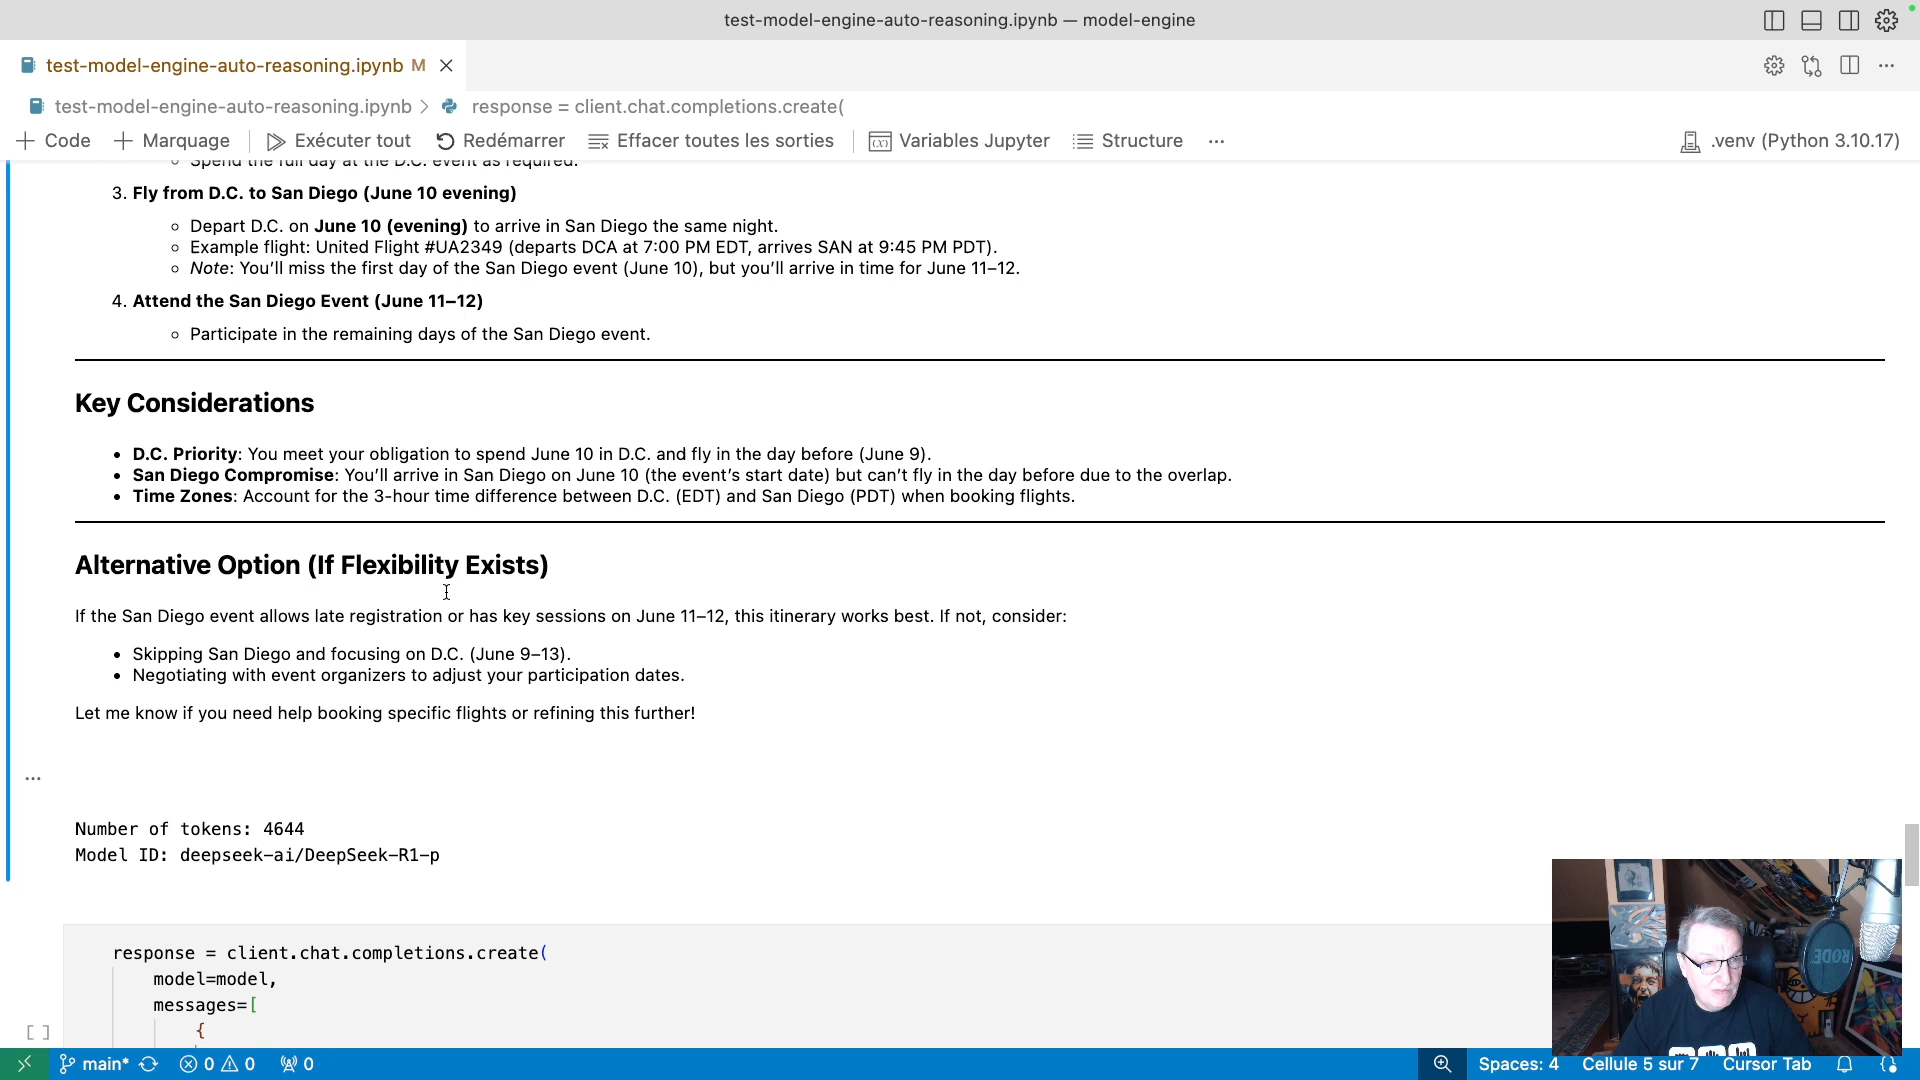 test-model-engine-auto-reasoning.ipynb — model-engine
test-model-engine-auto-reasoning.ipynb M
test-model-engine-auto-reasoning.ipynb > response = client.chat.completions.create(
Code Marquage Exécuter tout Redémarrer Effacer toutes les sorties Variables Jupyter Structure ... .venv (Python 3.10.17)
Spend the full day at the D.C. event as required.
3. Fly from D.C. to San Diego (June 10 evening)
Depart D.C. on June 10 (evening) to arrive in San Diego the same night.
Example flight: United Flight #UA2349 (departs DCA at 7:00 PM EDT, arrives SAN at 9:45 PM PDT).
Note: You'll miss the first day of the San Diego event (June 10), but you'll arrive in time for June 11–12.
4. Attend the San Diego Event (June 11–12)
Participate in the remaining days of the San Diego event.
Key Considerations
D.C. Priority: You meet your obligation to spend June 10 in D.C. and fly in the day before (June 9).
San Diego Compromise: You'll arrive in San Diego on June 10 (the event's start date) but can't fly in the day before due to the overlap.
Time Zones: Account for the 3-hour time difference between D.C. (EDT) and San Diego (PDT) when booking flights.
Alternative Option (If Flexibility Exists)
If the San Diego event allows late registration or has key sessions on June 11–12, this itinerary works best. If not, consider:
Skipping San Diego and focusing on D.C. (June 9–13).
Negotiating with event organizers to adjust your participation dates.
Let me know if you need help booking specific flights or refining this further!
...
Number of tokens: 4644
Model ID: deepseek-ai/DeepSeek-R1-p
response = client.chat.completions.create(
model=model,
messages=[
{
[ ]
RODE
main* 0 0 0 Spaces: 4 Cellule 5 sur 7 Cursor Tab